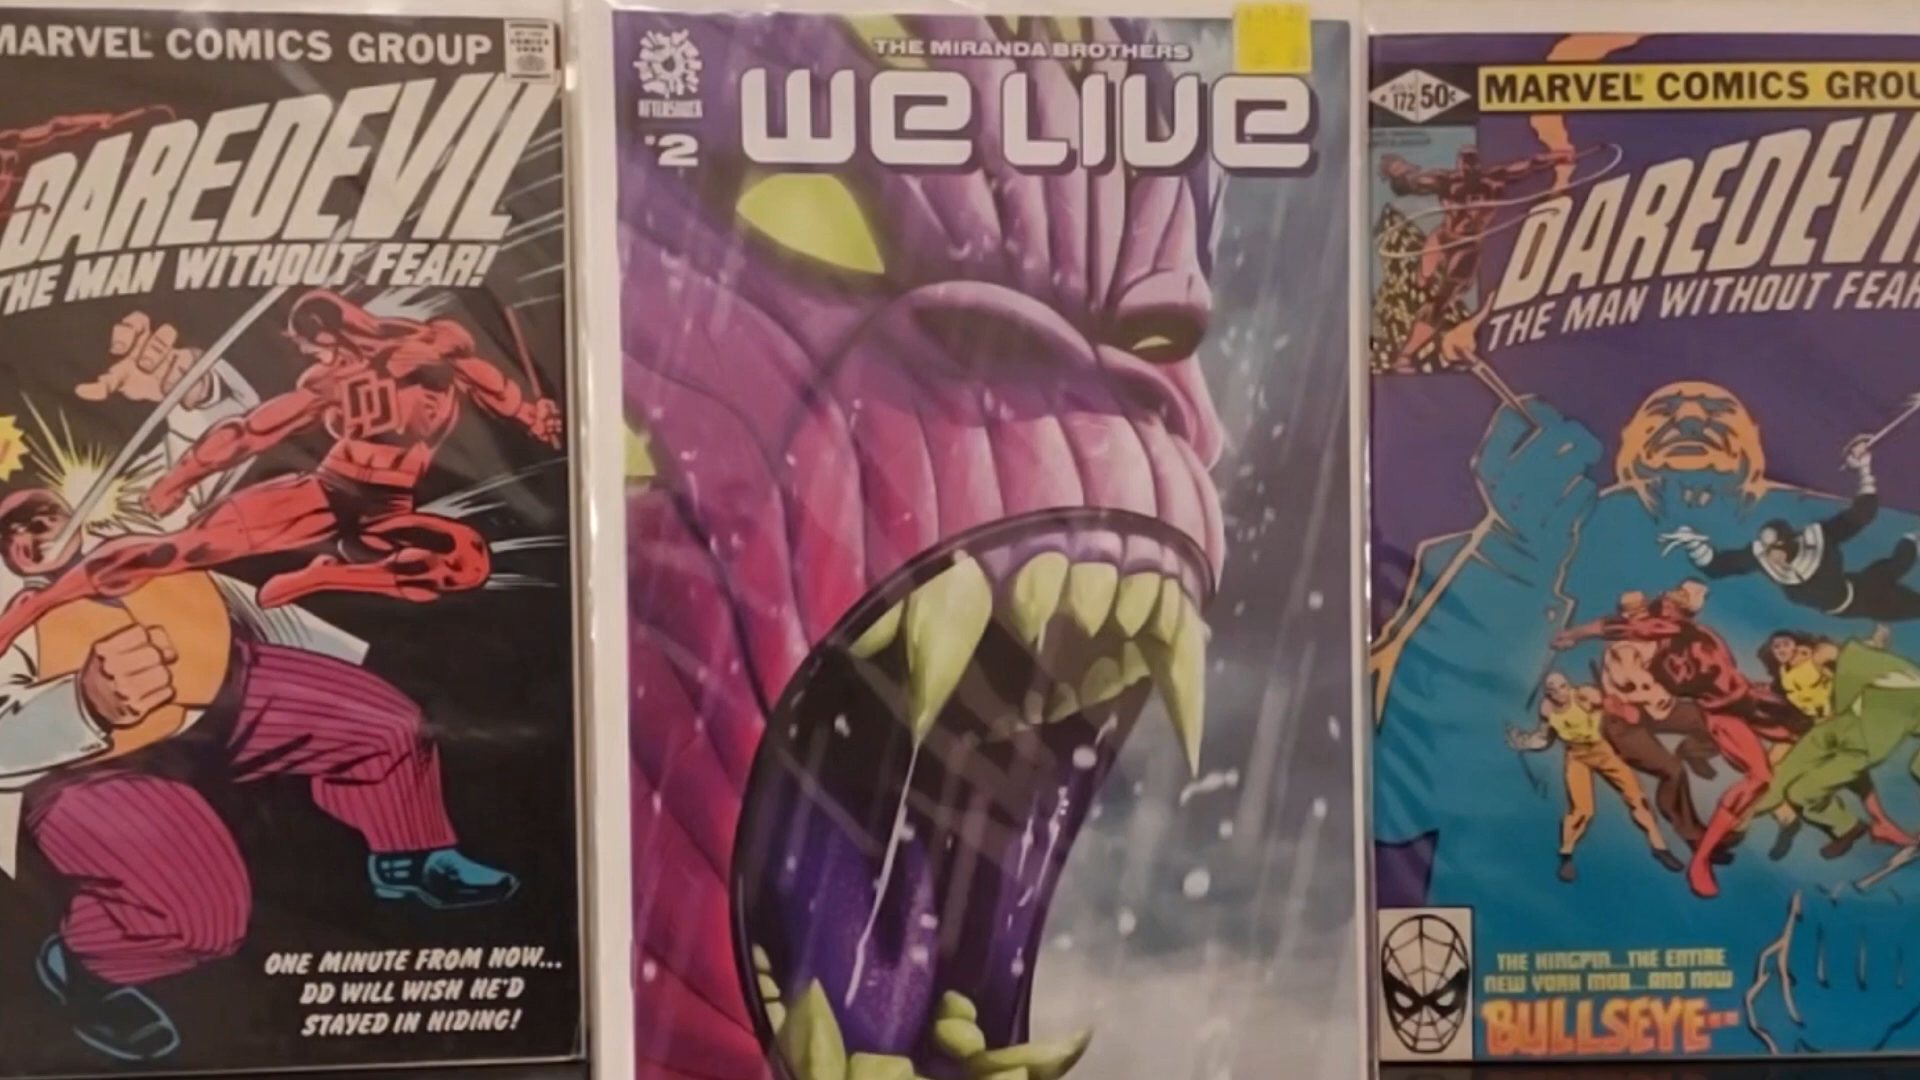 MARVEL COMICS GROUP
DAREDEVIL
THE MAN WITHOUT FEAR!
DD
ONE MINUTE FROM NOW...
DD WILL WISH HE'D
STAYED IN HIDING!
THE MIRANDA BROTHERS
WE LIVE
AFTERSHOCK
#2
172 50¢
MARVEL COMICS GROU
DAREDEVI
THE MAN WITHOUT FEAR
THE KINGPIN...THE ENTIRE
NEW YORK MOB...AND NOW
BULLSEYE--